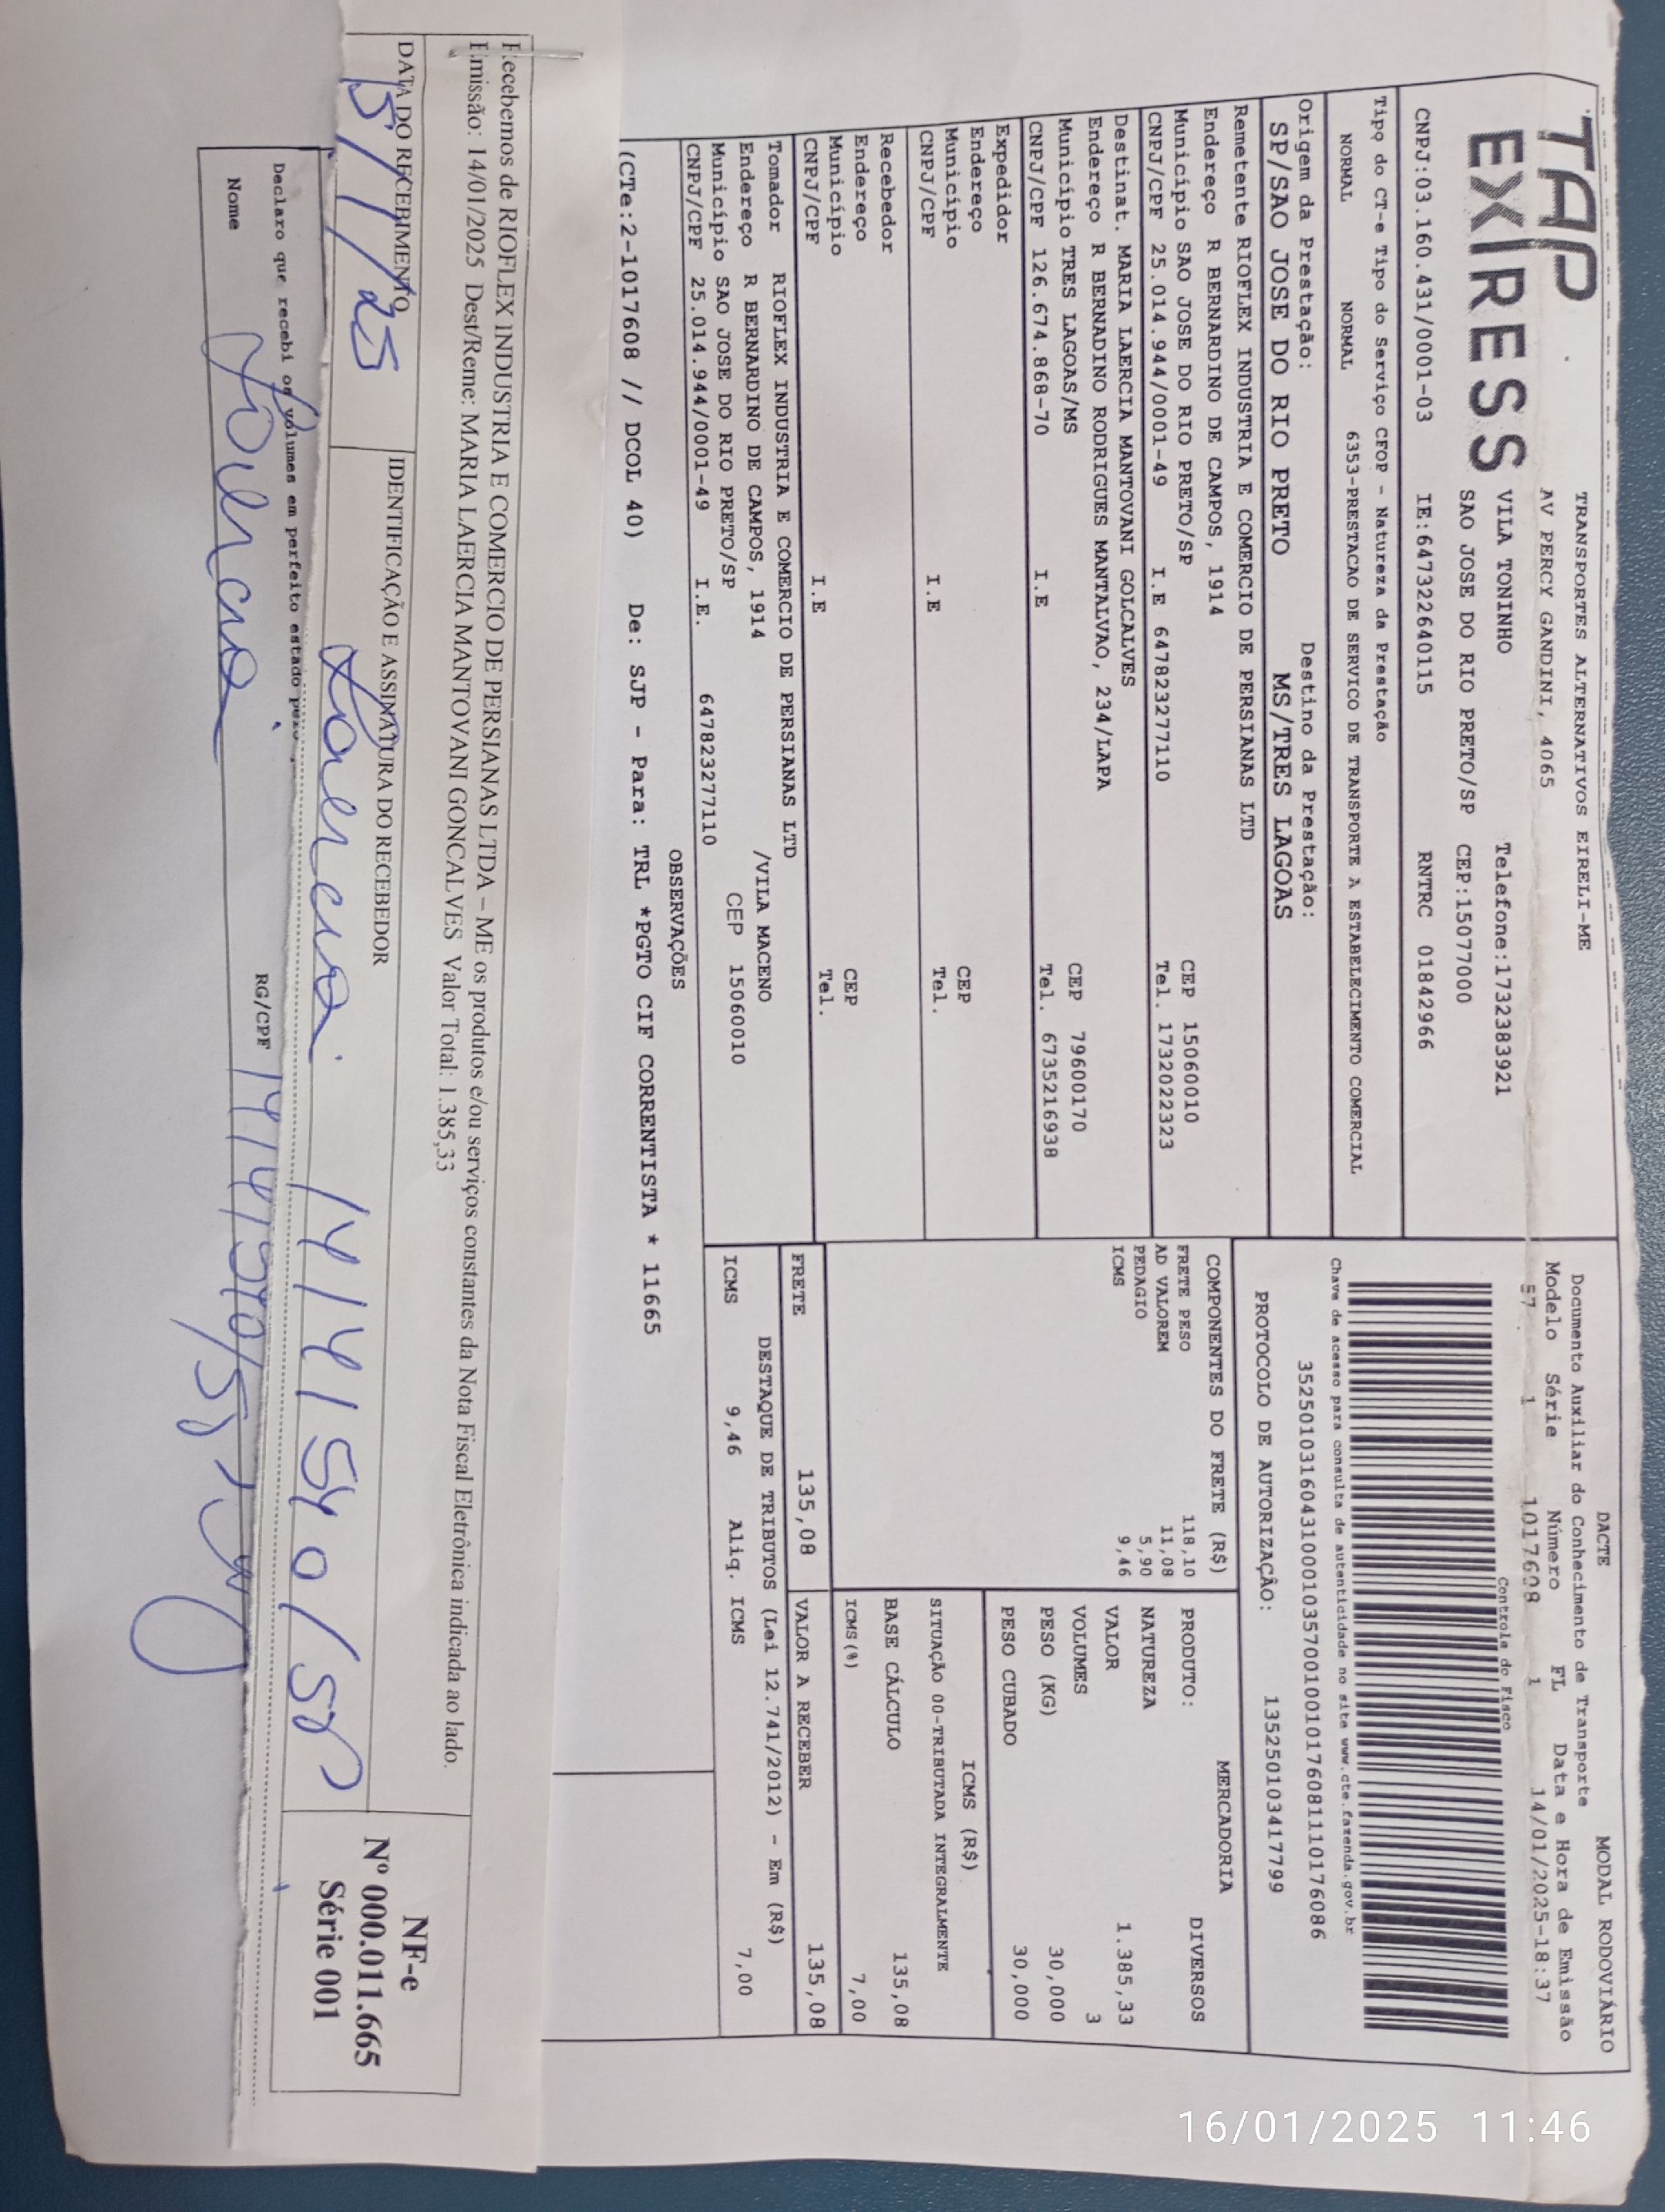 TAP
EXPRESS
TRANSPORTES ALTERNATIVOS EIRELI-ME
AV PERCY GANDINI, 4065
VILA TONINHO Telefone:1732383921
SAO JOSE DO RIO PRETO/SP CEP:15077000
CNPJ:03.160.431/0001-03 IE:647322640115 RNTRC 01842966
DACTE MODAL RODOVIÁRIO
Documento Auxiliar do Conhecimento de Transporte
Modelo Série Número FL Data e Hora de Emissão
57 1 1017608 1 14/01/2025-18:37
Controle do Fisco
Chave de acesso para consulta de autenticidade no site www.cte.fazenda.gov.br
35250103160431000103570010010176081110176086
PROTOCOLO DE AUTORIZAÇÃO: 135250103417799
Tipo do CT-e Tipo do Serviço CFOP - Natureza da Prestação
NORMAL NORMAL 6353-PRESTACAO DE SERVICO DE TRANSPORTE A ESTABELECIMENTO COMERCIAL
Origem da Prestação: Destino da Prestação:
SP/SAO JOSE DO RIO PRETO MS/TRES LAGOAS
Remetente RIOFLEX INDUSTRIA E COMERCIO DE PERSIANAS LTD
Endereço R BERNARDINO DE CAMPOS, 1914
Município SAO JOSE DO RIO PRETO/SP CEP 15060010
CNPJ/CPF 25.014.944/0001-49 I.E 647823277110 Tel. 1732022323
Destinat. MARIA LAERCIA MANTOVANI GOLCALVES
Endereço R BERNADINO RODRIGUES MANTALVAO, 234/LAPA
Município TRES LAGOAS/MS CEP 79600170
CNPJ/CPF 126.674.868-70 I.E Tel. 6735216938
Expedidor
Endereço
Município CEP
CNPJ/CPF I.E Tel.
Recebedor
Endereço
Município CEP
CNPJ/CPF I.E Tel.
Tomador RIOFLEX INDUSTRIA E COMERCIO DE PERSIANAS LTD
Endereço R BERNARDINO DE CAMPOS, 1914 /VILA MACENO
Município SAO JOSE DO RIO PRETO/SP CEP 15060010
CNPJ/CPF 25.014.944/0001-49 I.E. 647823277110
COMPONENTES DO FRETE (R$)
FRETE PESO 118,10
AD VALOREM 11,08
PEDAGIO 5,90
ICMS 9,46
MERCADORIA
PRODUTO: DIVERSOS
NATUREZA
VALOR 1.385,33
VOLUMES 3
PESO (KG) 30,000
PESO CUBADO 30,000
ICMS (R$)
SITUAÇÃO 00-TRIBUTADA INTEGRALMENTE
BASE CÁLCULO 135,08
ICMS(%) 7,00
FRETE 135,08 VALOR A RECEBER 135,08
DESTAQUE DE TRIBUTOS (Lei 12.741/2012) - Em (R$)
ICMS 9,46 Aliq. ICMS 7,00
OBSERVAÇÕES
(CTe:2-1017608 // DCOL 40) De: SJP - Para: TRL *PGTO CIF CORRENTISTA * 11665
Recebemos de RIOFLEX INDUSTRIA E COMERCIO DE PERSIANAS LTDA – ME os produtos e/ou serviços constantes da Nota Fiscal Eletrônica indicada ao lado.
Emissão: 14/01/2025 Dest/Reme: MARIA LAERCIA MANTOVANI GONCALVES Valor Total: 1.385,33
DATA DO RECEBIMENTO IDENTIFICAÇÃO E ASSINATURA DO RECEBEDOR
15/1/25 Laercia
NF-e
Nº 000.011.665
Série 001
Declaro que recebi os volumes em perfeito estado
Nome Laercia RG/CPF
16/01/2025 11:46